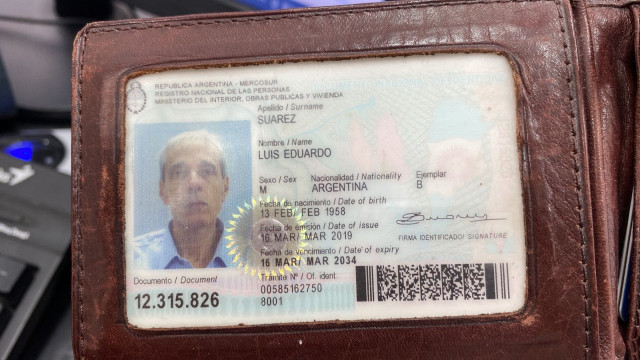 REPUBLICA ARGENTINA - MERCOSUR
REGISTRO NACIONAL DE LAS PERSONAS
MINISTERIO DEL INTERIOR, OBRAS PUBLICAS Y VIVIENDA
Apellido / Surname
SUAREZ
Nombre / Name
LUIS EDUARDO
Sexo / Sex Nacionalidad / Nationality Ejemplar
M ARGENTINA B
Fecha de nacimiento / Date of birth
13 FEB/ FEB 1958
Fecha de emisión / Date of issue
16 MAR/ MAR 2019
FIRMA IDENTIFICADO/ SIGNATURE
Fecha de vencimiento / Date of expiry
16 MAR/ MAR 2034
Documento / Document
12.315.826
Trámite Nº / Of. ident.
00585162750
8001